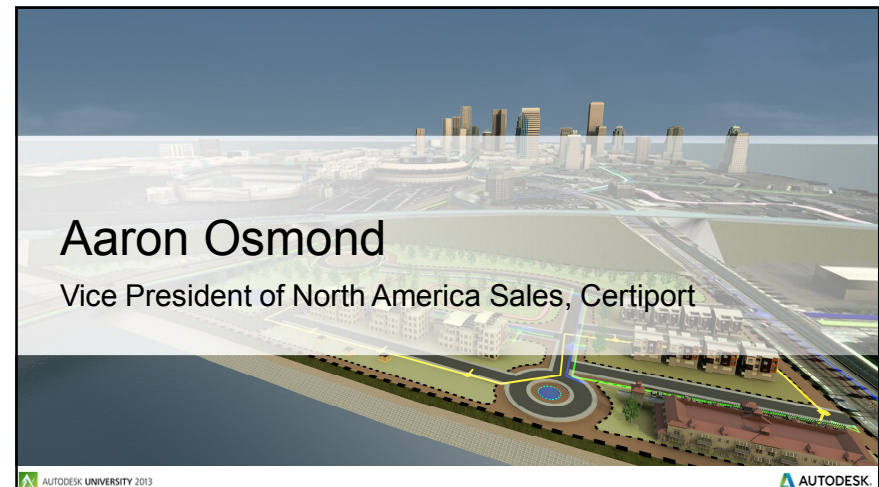 Aaron Osmond
Vice President of North America Sales, Certiport
AUTODESK UNIVERSITY 2013
AUTODESK.